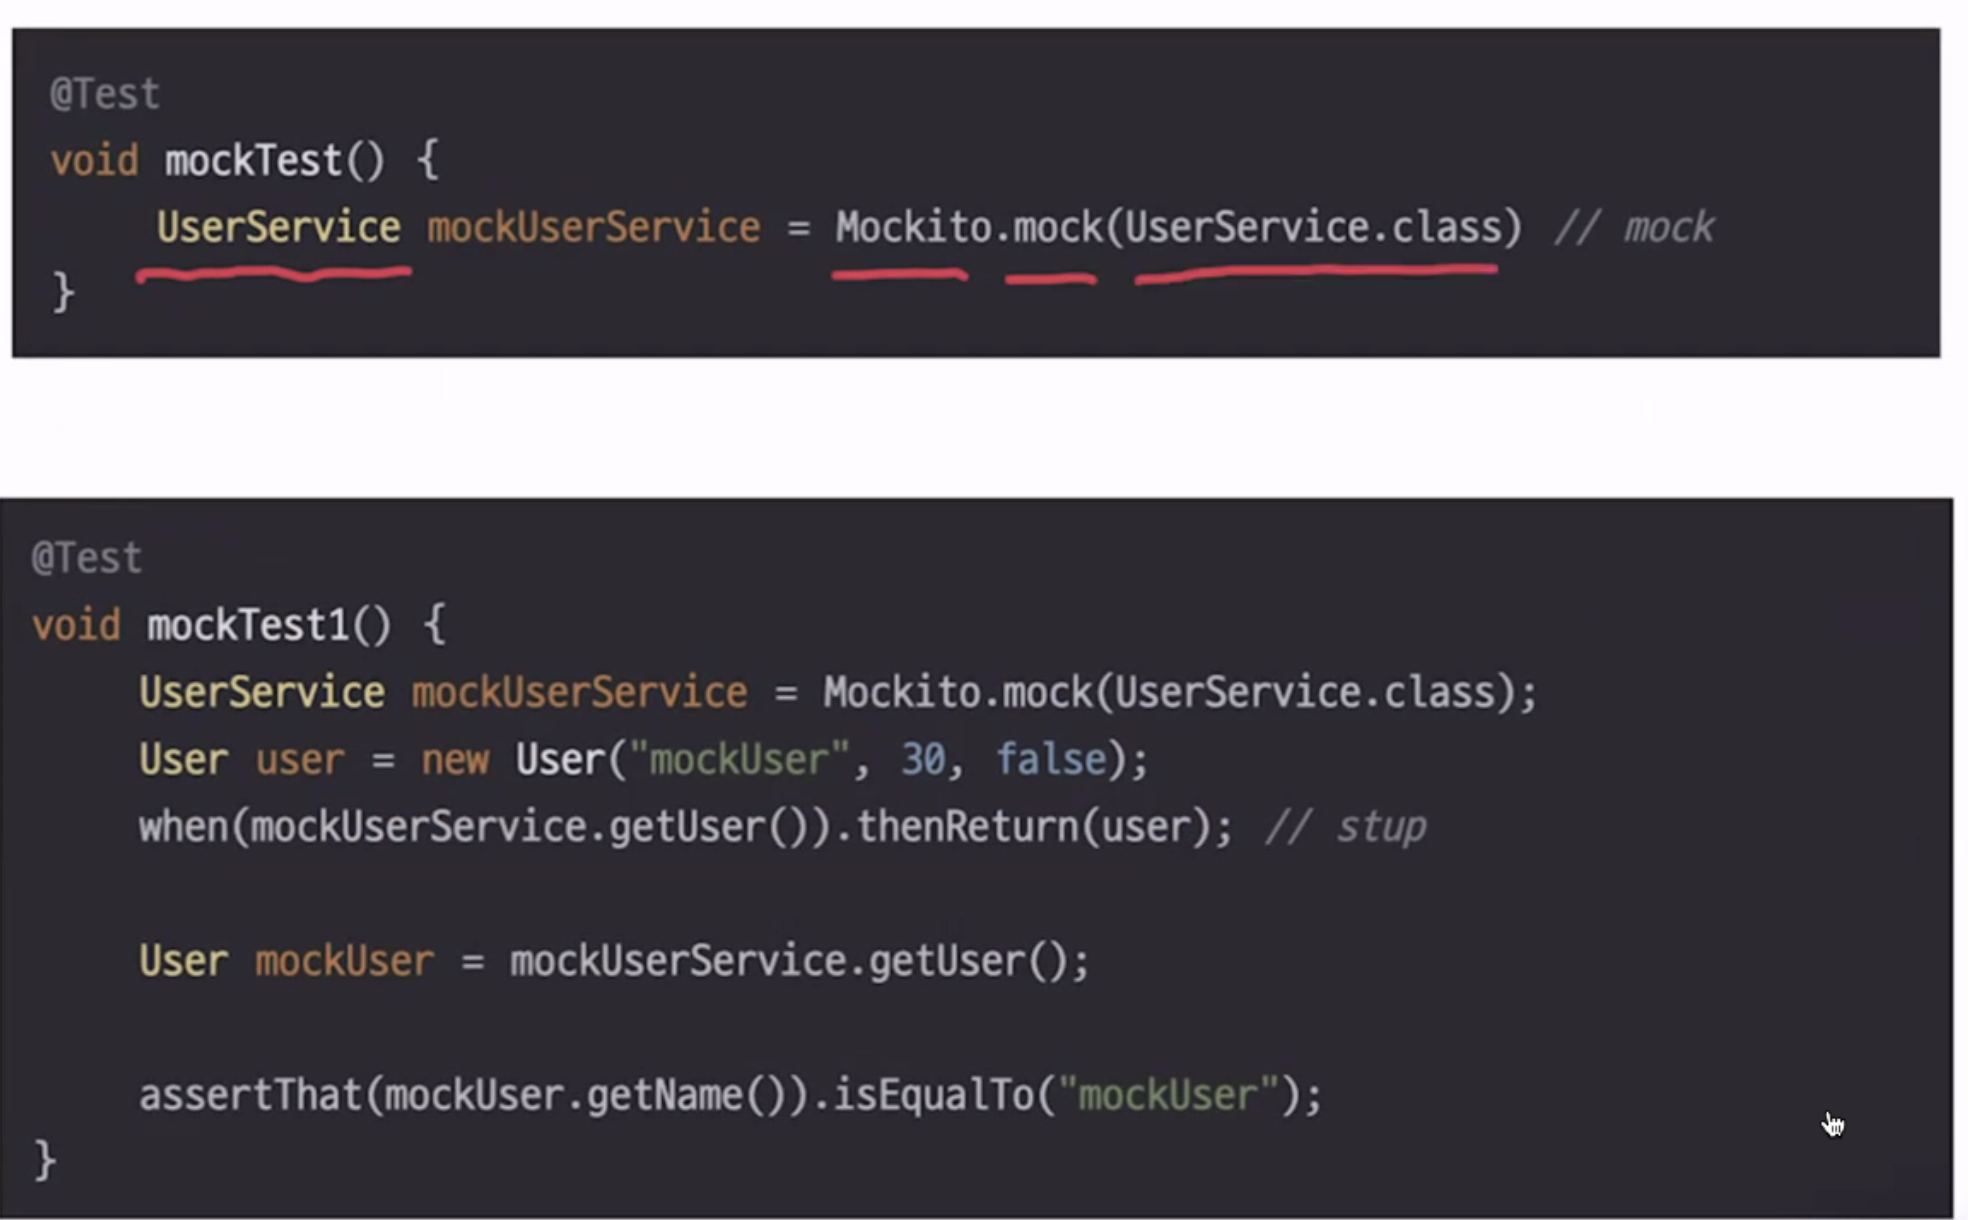 @Test
void mockTest() {
    UserService mockUserService = Mockito.mock(UserService.class) // mock
}
@Test
void mockTest1() {
    UserService mockUserService = Mockito.mock(UserService.class);
    User user = new User("mockUser", 30, false);
    when(mockUserService.getUser()).thenReturn(user); // stup
    User mockUser = mockUserService.getUser();
    assertThat(mockUser.getName()).isEqualTo("mockUser");
}